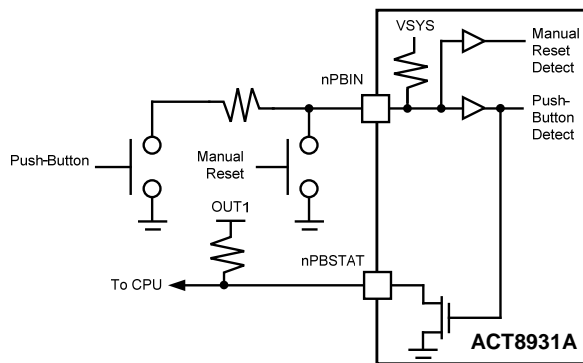 VSYS
Manual
Reset
Detect
nPBIN
Push-
Button
Detect
Push-Button
Manual
Reset
OUT1
nPBSTAT
To CPU
ACT8931A